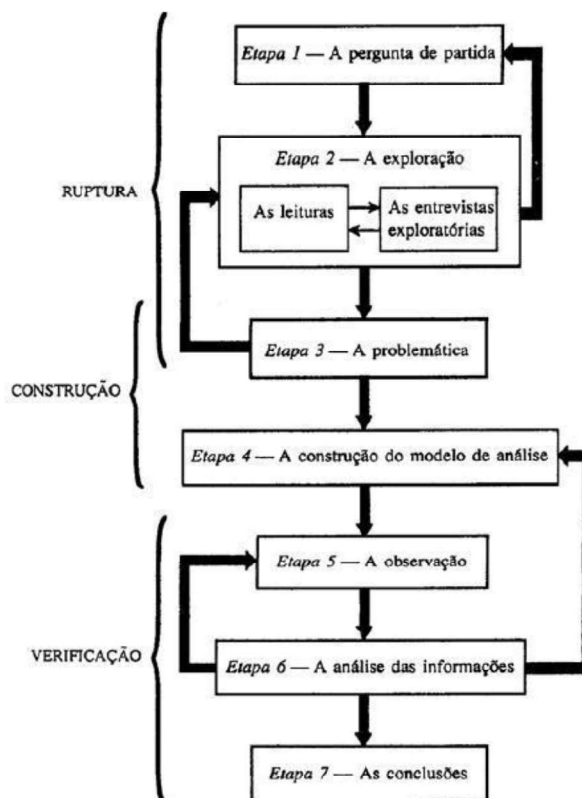 Etapa 1 — A pergunta de partida
Etapa 2 — A exploração
RUPTURA
As leituras
As entrevistas
exploratórias
Etapa 3 — A problemática
CONSTRUÇÃO
Etapa 4 — A construção do modelo de análise
Etapa 5 — A observação
VERIFICAÇÃO
Etapa 6 — A análise das informações
Etapa 7 — As conclusões